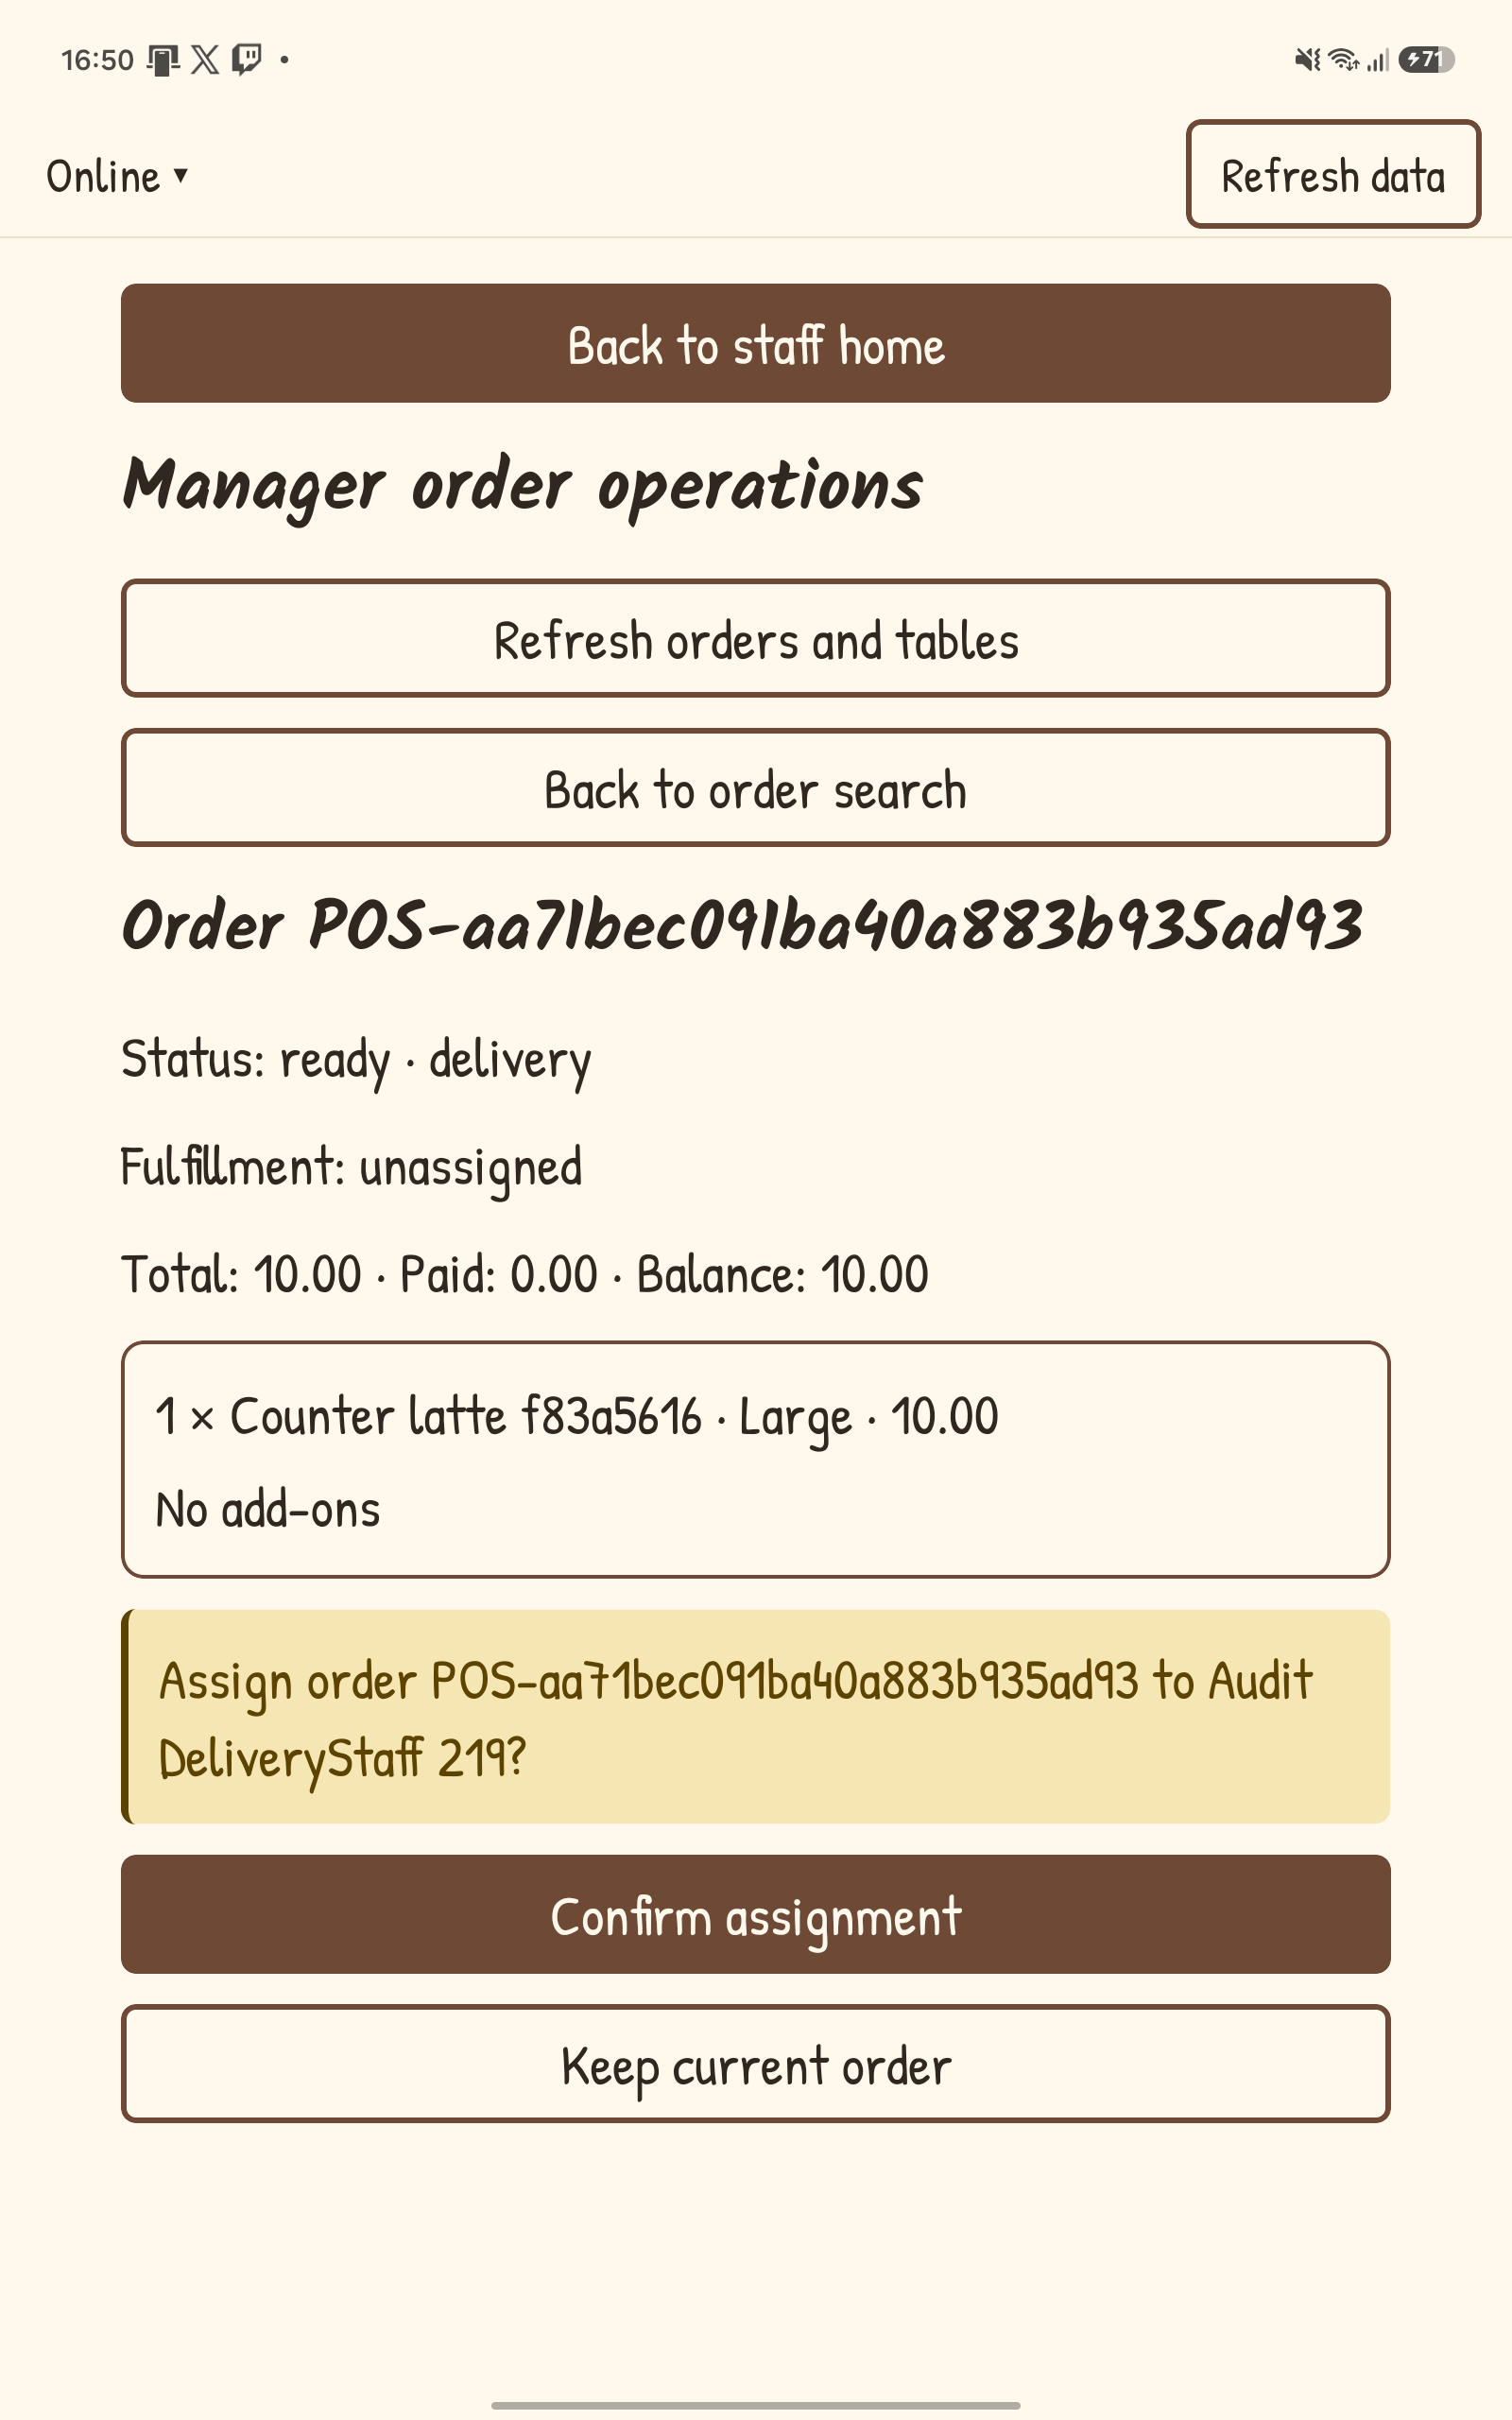 16:50
71
Online ▾
Refresh data
Back to staff home
Manager order operations
Refresh orders and tables
Back to order search
Order POS-aa71bec091ba40a883b935ad93
Status: ready · delivery
Fulfillment: unassigned
Total: 10.00 · Paid: 0.00 · Balance: 10.00
1 × Counter latte f83a5616 · Large · 10.00
No add-ons
Assign order POS-aa71bec091ba40a883b935ad93 to Audit
DeliveryStaff 219?
Confirm assignment
Keep current order